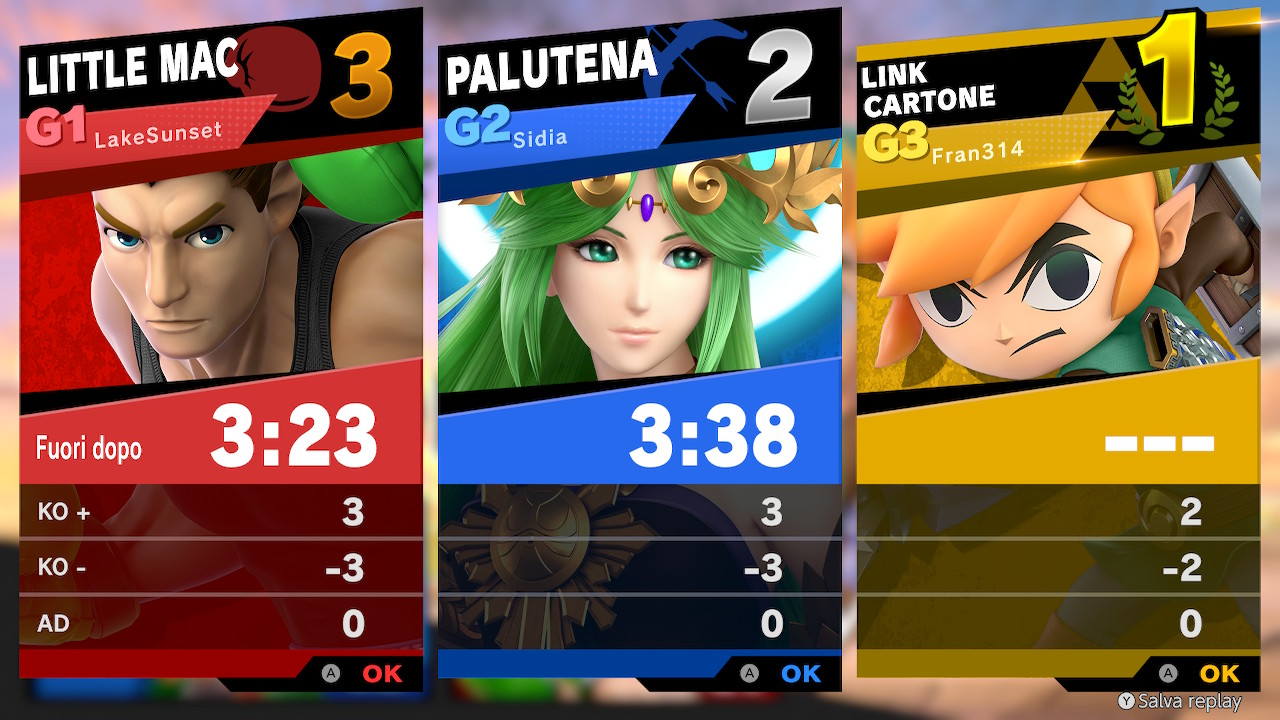 LITTLE MAC 3
G1 LakeSunset
Fuori dopo 3:23
KO + 3
KO - -3
AD 0
A OK
PALUTENA 2
G2 Sidia
3:38
3
-3
0
A OK
LINK
CARTONE 1
G3 Fran314
---
2
-2
0
A OK
Y Salva replay